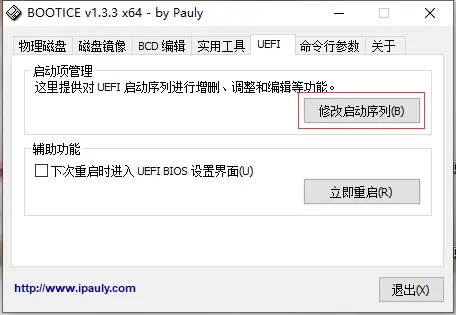 BOOTICE v1.3.3 x64 - by Pauly
物理磁盘 磁盘镜像 BCD 编辑 实用工具 UEFI 命令行参数 关于
启动项管理
这里提供对 UEFI 启动序列进行增删、调整和编辑等功能。
修改启动序列(B)
辅助功能
下次重启时进入 UEFI BIOS 设置界面(U)
立即重启(R)
http://www.ipauly.com
退出(X)